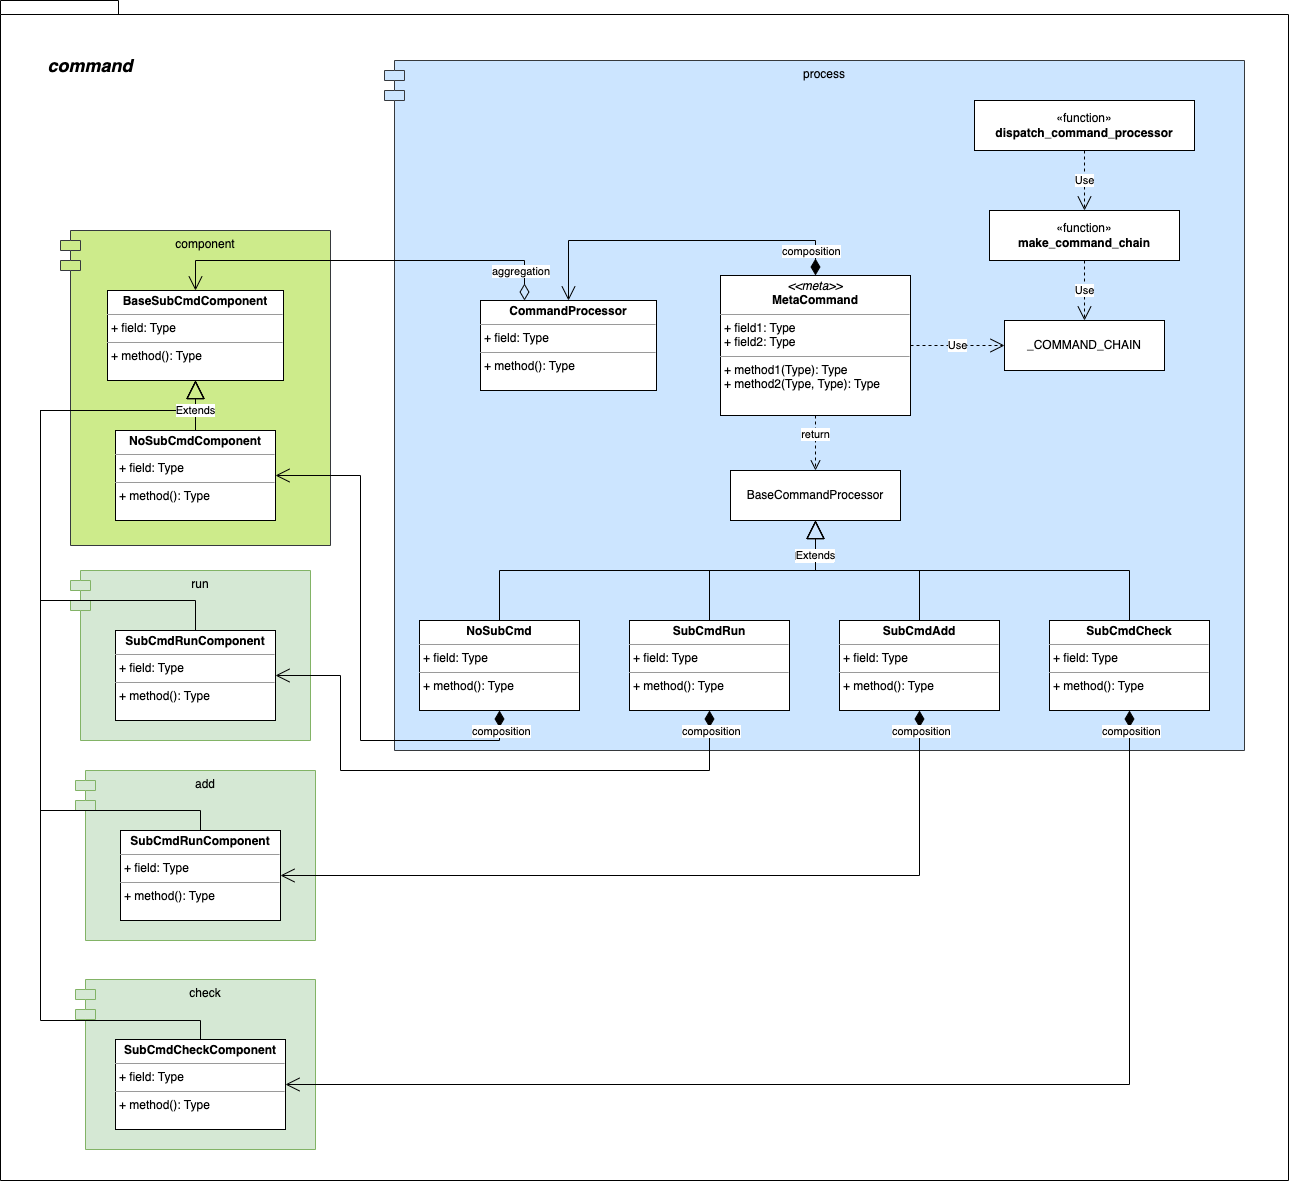 command
process
«function»
dispatch_command_processor
Use
«function»
make_command_chain
Use
_COMMAND_CHAIN
component
BaseSubCmdComponent
+ field: Type
+ method(): Type
Extends
NoSubCmdComponent
+ field: Type
+ method(): Type
aggregation
CommandProcessor
+ field: Type
+ method(): Type
composition
<<meta>>
MetaCommand
+ field1: Type
+ field2: Type
+ method1(Type): Type
+ method2(Type, Type): Type
Use
return
BaseCommandProcessor
Extends
NoSubCmd
+ field: Type
+ method(): Type
composition
SubCmdRun
+ field: Type
+ method(): Type
composition
SubCmdAdd
+ field: Type
+ method(): Type
composition
SubCmdCheck
+ field: Type
+ method(): Type
composition
run
SubCmdRunComponent
+ field: Type
+ method(): Type
add
SubCmdRunComponent
+ field: Type
+ method(): Type
check
SubCmdCheckComponent
+ field: Type
+ method(): Type